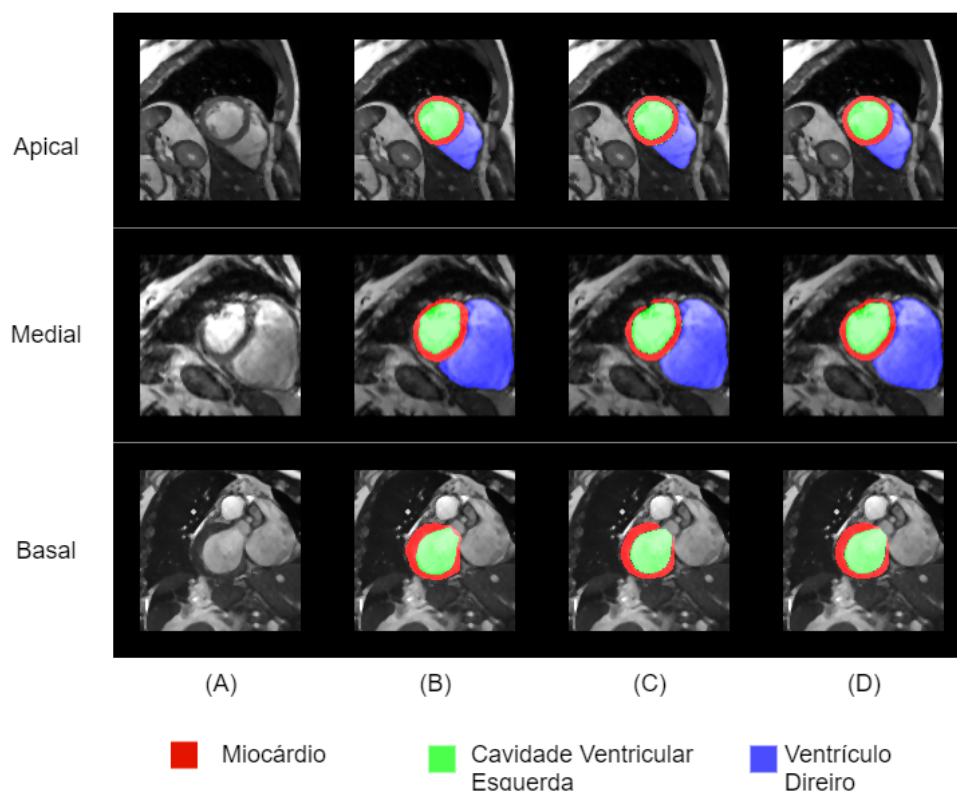 Apical
Medial
Basal
(A) (B) (C) (D)
Miocárdio
Cavidade Ventricular
Esquerda
Ventrículo
Direiro